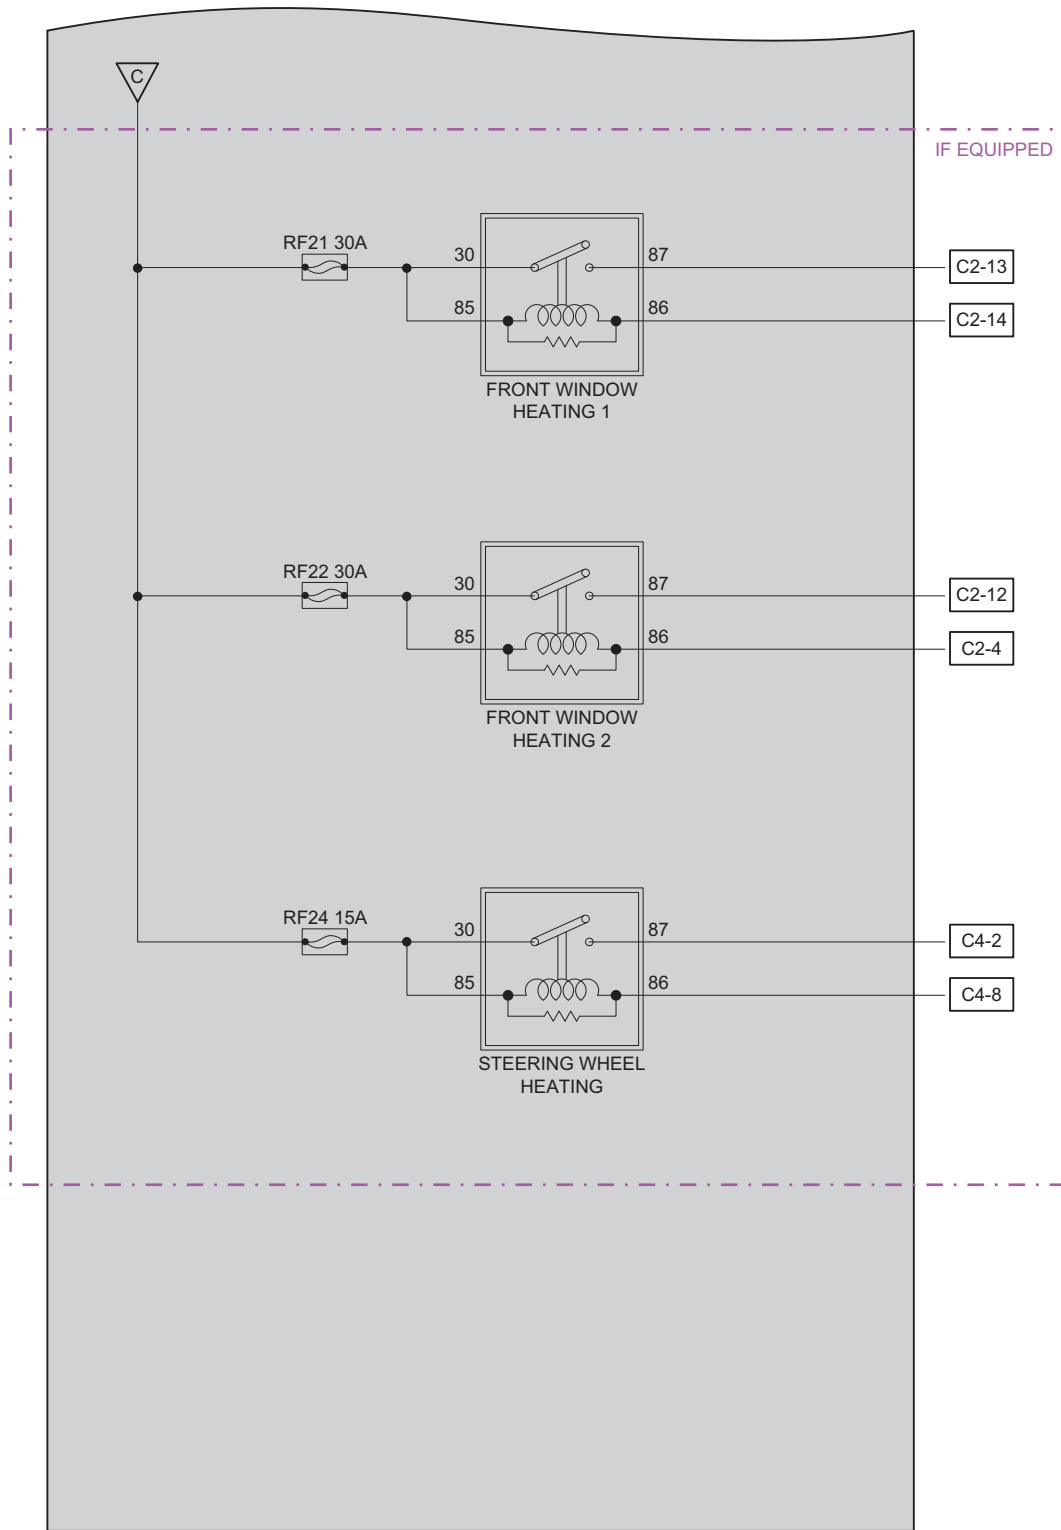 C
IF EQUIPPED
RF21 30A
30
87
C2-13
85
86
C2-14
FRONT WINDOW
HEATING 1
RF22 30A
30
87
C2-12
85
86
C2-4
FRONT WINDOW
HEATING 2
RF24 15A
30
87
C4-2
85
86
C4-8
STEERING WHEEL
HEATING